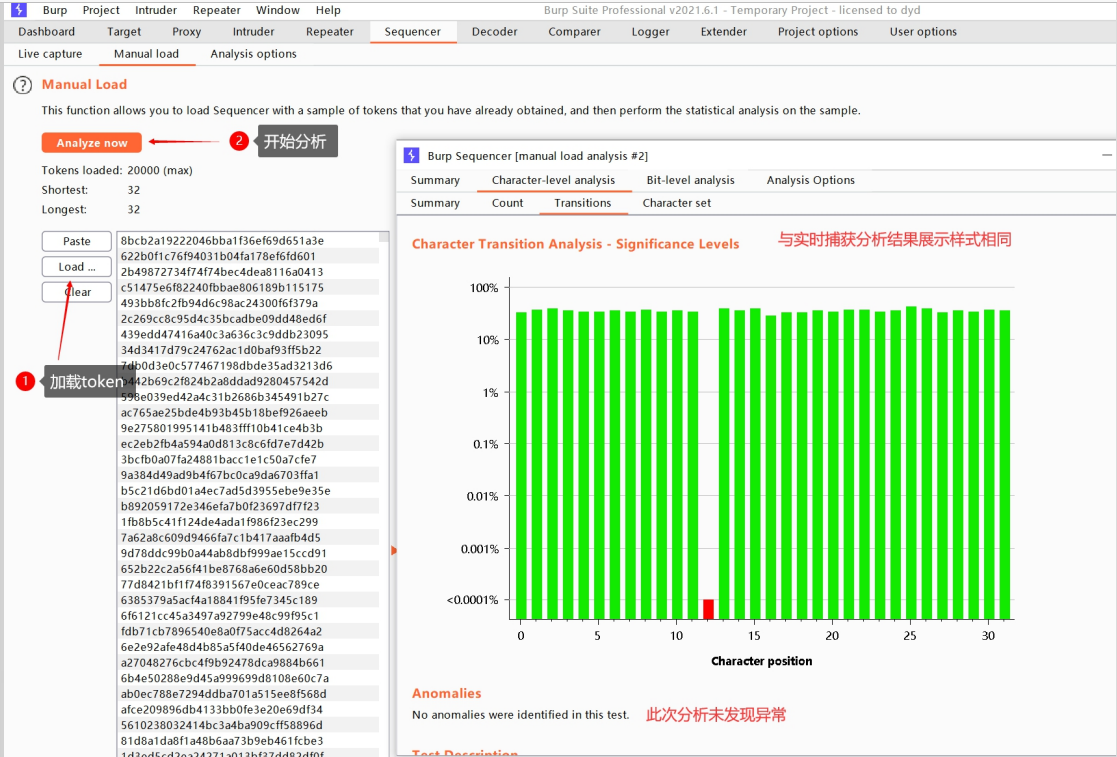 Burp Project Intruder Repeater Window Help
Burp Suite Professional v2021.6.1 - Temporary Project - licensed to dyd
Dashboard Target Proxy Intruder Repeater Sequencer Decoder Comparer Logger Extender Project options User options
Live capture Manual load Analysis options
Manual Load
This function allows you to load Sequencer with a sample of tokens that you have already obtained, and then perform the statistical analysis on the sample.
Analyze now
2 开始分析
Tokens loaded: 20000 (max)
Shortest: 32
Longest: 32
Paste
Load ...
Clear
1 加载token
8bcb2a19222046bba1f36ef69d651a3e
622b0f1c76f94031b04fa178ef6fd601
2b49872734f74f74bec4dea8116a0413
c51475e6f82240fbbae806189b115175
493bb8fc2fb94d6c98ac24300f6f379a
2c269cc8c95d4c35bcadbe09dd48ed6f
439edd47416a40c3a636c3c9ddb23095
34d3417d79c24762ac1d0baf93ff5b22
7db0d3e0c577467198dbde35ad3213d6
442b69c2f824b2a8ddad9280457542d
598e039ed42a4c31b2686b345491b27c
ac765ae25bde4b93b45b18bef926aeeb
9e275801995141b483fff10b41ce4b3b
ec2eb2fb4a594a0d813c8c6fd7e7d42b
3bcfb0a07fa24881bacc1e1c50a7cfe7
9a384d49ad9b4f67bc0ca9da6703ffa1
b5c21d6bd01a4ec7ad5d3955ebe9e35e
b892059172e346efa7b0f23697df7f23
1fb8b5c41f124de4ada1f986f23ec299
7a62a8c609d9466fa7c1b417aaafb4d5
9d78ddc99b0a44ab8dbf999ae15ccd91
652b22c2a56f41be8768a6e60d58bb20
77d8421bf1f74f8391567e0ceac789ce
6385379a5acf4a18841f95fe7345c189
6f6121cc45a3497a92799e48c99f95c1
fdb71cb7896540e8a0f75acc4d8264a2
6e2e92afe48d4b85a5f40de46562769a
a27048276cbc4f9b92478dca9884b661
6b4e50288e9d45a999699d8108e60c7a
ab0ec788e7294ddba701a515ee8f568d
afce209896db4133bb0fe3e20e69df34
5610238032414bc3a4ba909cff58896d
81d8a1da8f1a48b6aa73b9eb461fcbe3
Burp Sequencer [manual load analysis #2]
Summary Character-level analysis Bit-level analysis Analysis Options
Summary Count Transitions Character set
Character Transition Analysis - Significance Levels
与实时捕获分析结果展示样式相同
100%
10%
1%
0.1%
0.01%
0.001%
<0.0001%
0 5 10 15 20 25 30
Character position
Anomalies
No anomalies were identified in this test.
此次分析未发现异常
Test Description